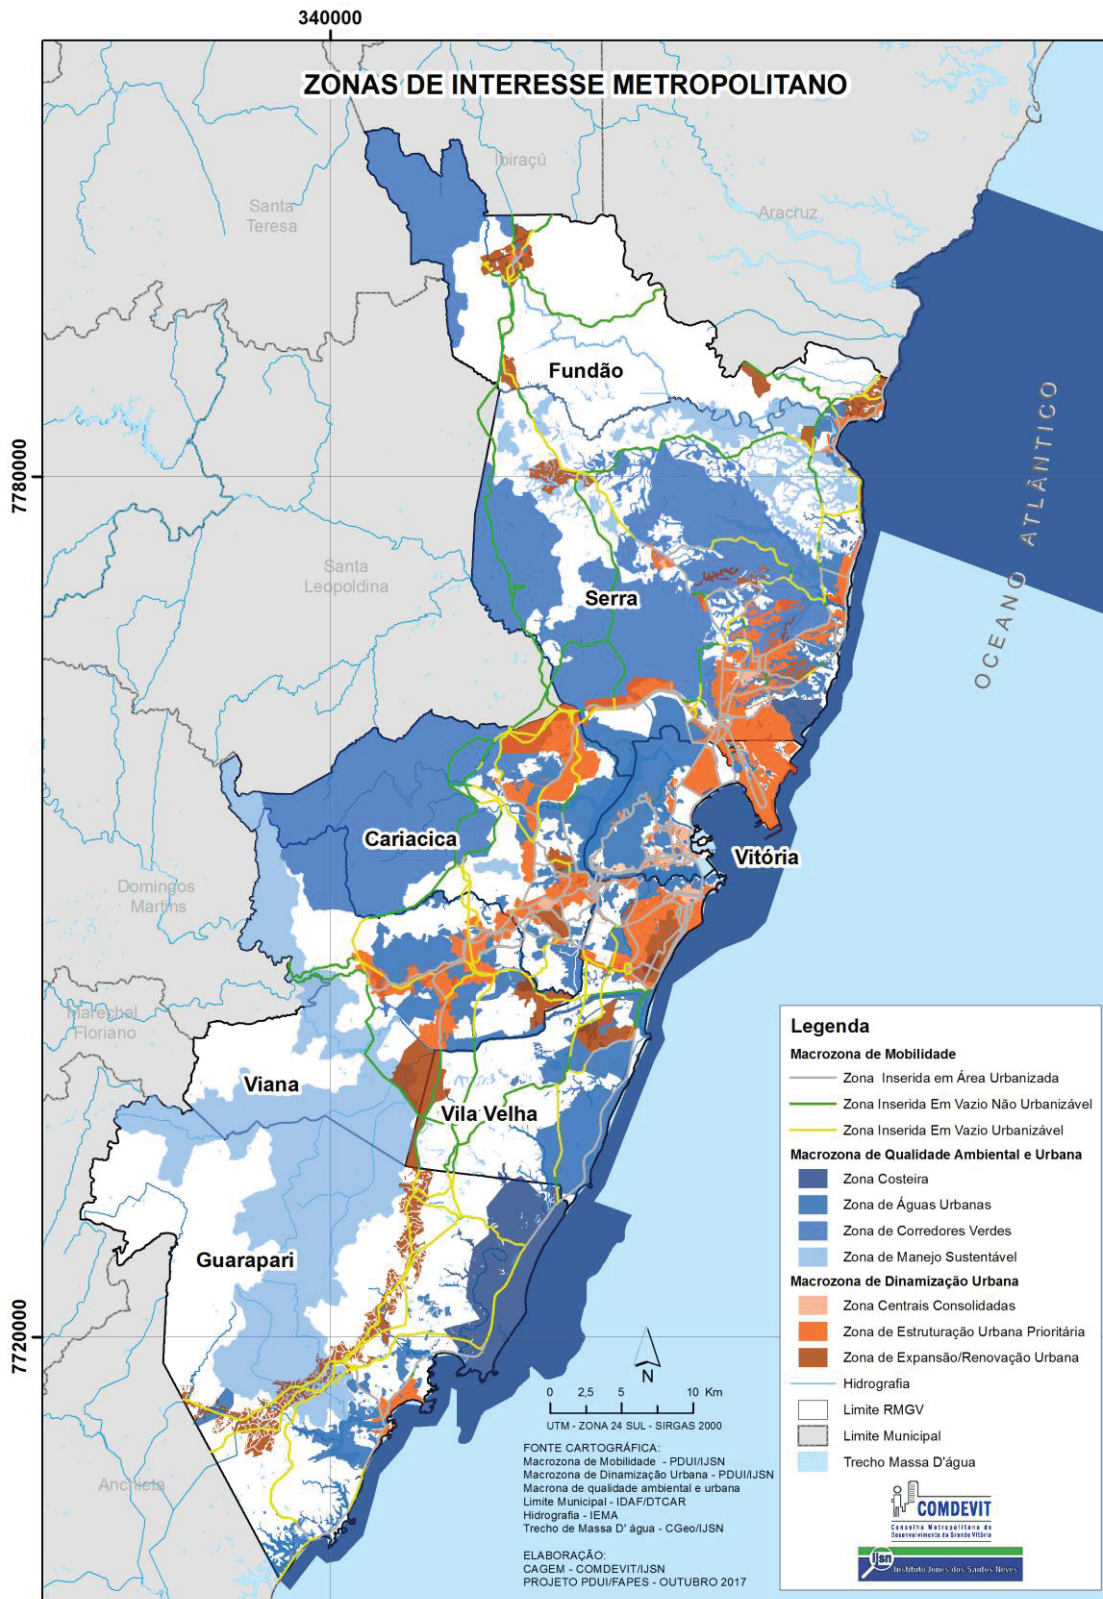 340000
ZONAS DE INTERESSE METROPOLITANO
Ibiraçú
Santa
Teresa
Aracruz
Fundão
7780000
OCEANO ATLÂNTICO
Santa
Leopoldina
Serra
Cariacica
Vitória
Domingos
Martins
Marechal
Floriano
Viana
Vila Velha
Guarapari
7720000
Anchieta
N
0 2,5 5 10 Km
UTM - ZONA 24 SUL - SIRGAS 2000
FONTE CARTOGRÁFICA:
Macrozona de Mobilidade - PDUI/IJSN
Macrozona de Dinamização Urbana - PDUI/IJSN
Macrona de qualidade ambiental e urbana
Limite Municipal - IDAF/DTCAR
Hidrografia - IEMA
Trecho de Massa D' água - CGeo/IJSN
ELABORAÇÃO:
CAGEM - COMDEVIT/IJSN
PROJETO PDUI/FAPES - OUTUBRO 2017
Legenda
Macrozona de Mobilidade
Zona Inserida em Área Urbanizada
Zona Inserida Em Vazio Não Urbanizável
Zona Inserida Em Vazio Urbanizável
Macrozona de Qualidade Ambiental e Urbana
Zona Costeira
Zona de Águas Urbanas
Zona de Corredores Verdes
Zona de Manejo Sustentável
Macrozona de Dinamização Urbana
Zona Centrais Consolidadas
Zona de Estruturação Urbana Prioritária
Zona de Expansão/Renovação Urbana
Hidrografia
Limite RMGV
Limite Municipal
Trecho Massa D'água
COMDEVIT
Conselho Metropolitano de
Desenvolvimento da Grande Vitória
ijsn
Instituto Jones dos Santos Neves